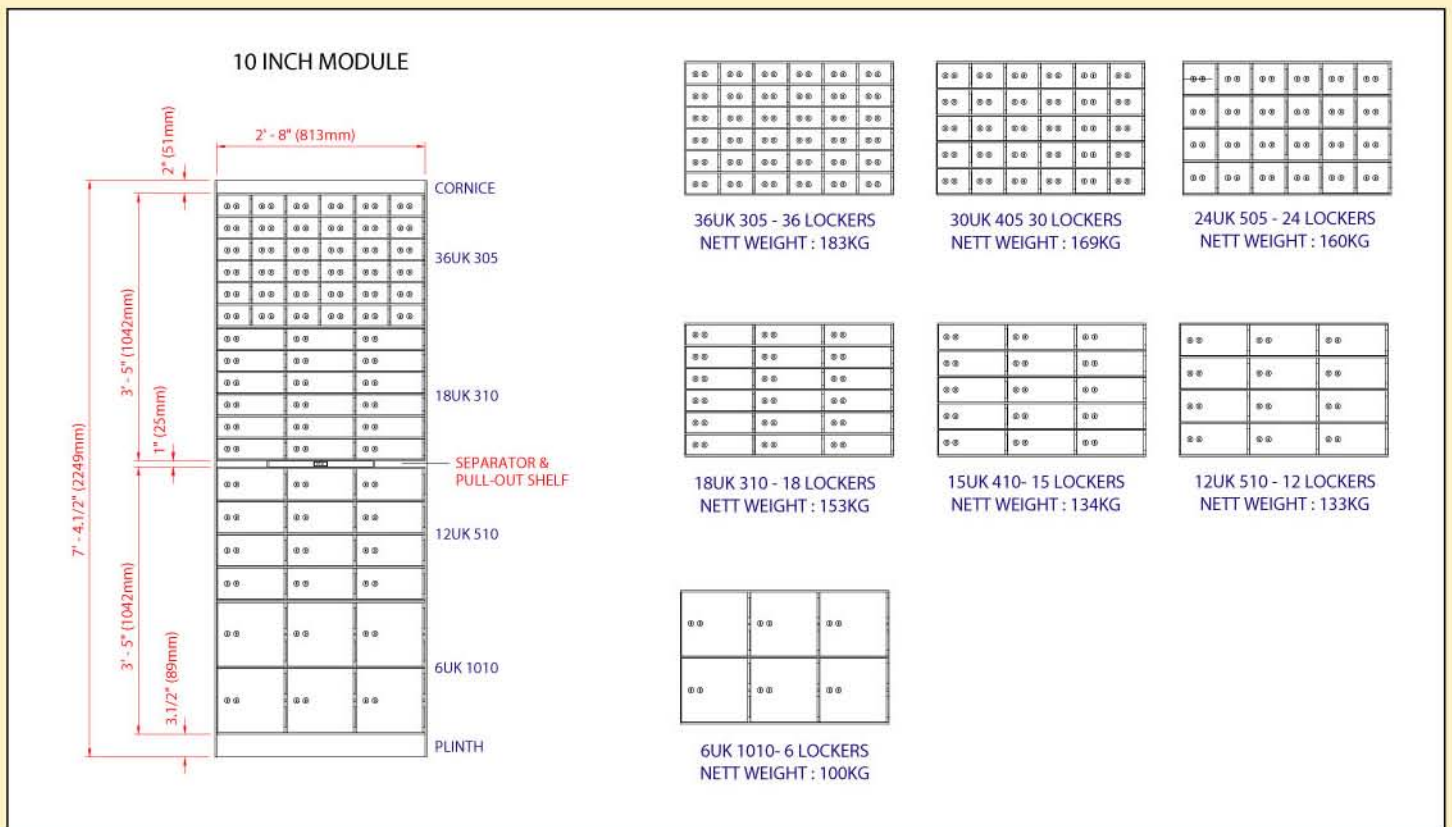 10 INCH MODULE
2" (51mm)
2' - 8" (813mm)
CORNICE
36UK 305
3' - 5" (1042mm)
18UK 310
1" (25mm)
SEPARATOR &
PULL-OUT SHELF
7' - 4.1/2" (2249mm)
12UK 510
3' - 5" (1042mm)
6UK 1010
3.1/2" (89mm)
PLINTH
36UK 305 - 36 LOCKERS
NETT WEIGHT : 183KG
30UK 405 30 LOCKERS
NETT WEIGHT : 169KG
24UK 505 - 24 LOCKERS
NETT WEIGHT : 160KG
18UK 310 - 18 LOCKERS
NETT WEIGHT : 153KG
15UK 410- 15 LOCKERS
NETT WEIGHT : 134KG
12UK 510 - 12 LOCKERS
NETT WEIGHT : 133KG
6UK 1010- 6 LOCKERS
NETT WEIGHT : 100KG